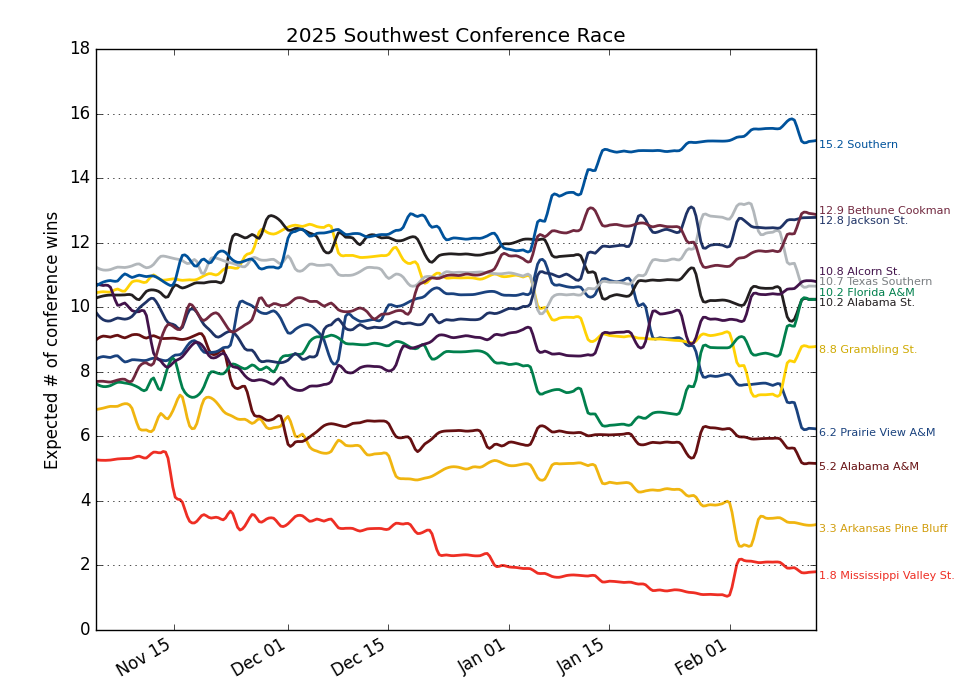 2025 Southwest Conference Race
Expected # of conference wins
18
16
14
12
10
8
6
4
2
0
Nov 15
Dec 01
Dec 15
Jan 01
Jan 15
Feb 01
15.2 Southern
12.9 Bethune Cookman
12.8 Jackson St.
10.8 Alcorn St.
10.7 Texas Southern
10.2 Florida A&M
10.2 Alabama St.
8.8 Grambling St.
6.2 Prairie View A&M
5.2 Alabama A&M
3.3 Arkansas Pine Bluff
1.8 Mississippi Valley St.